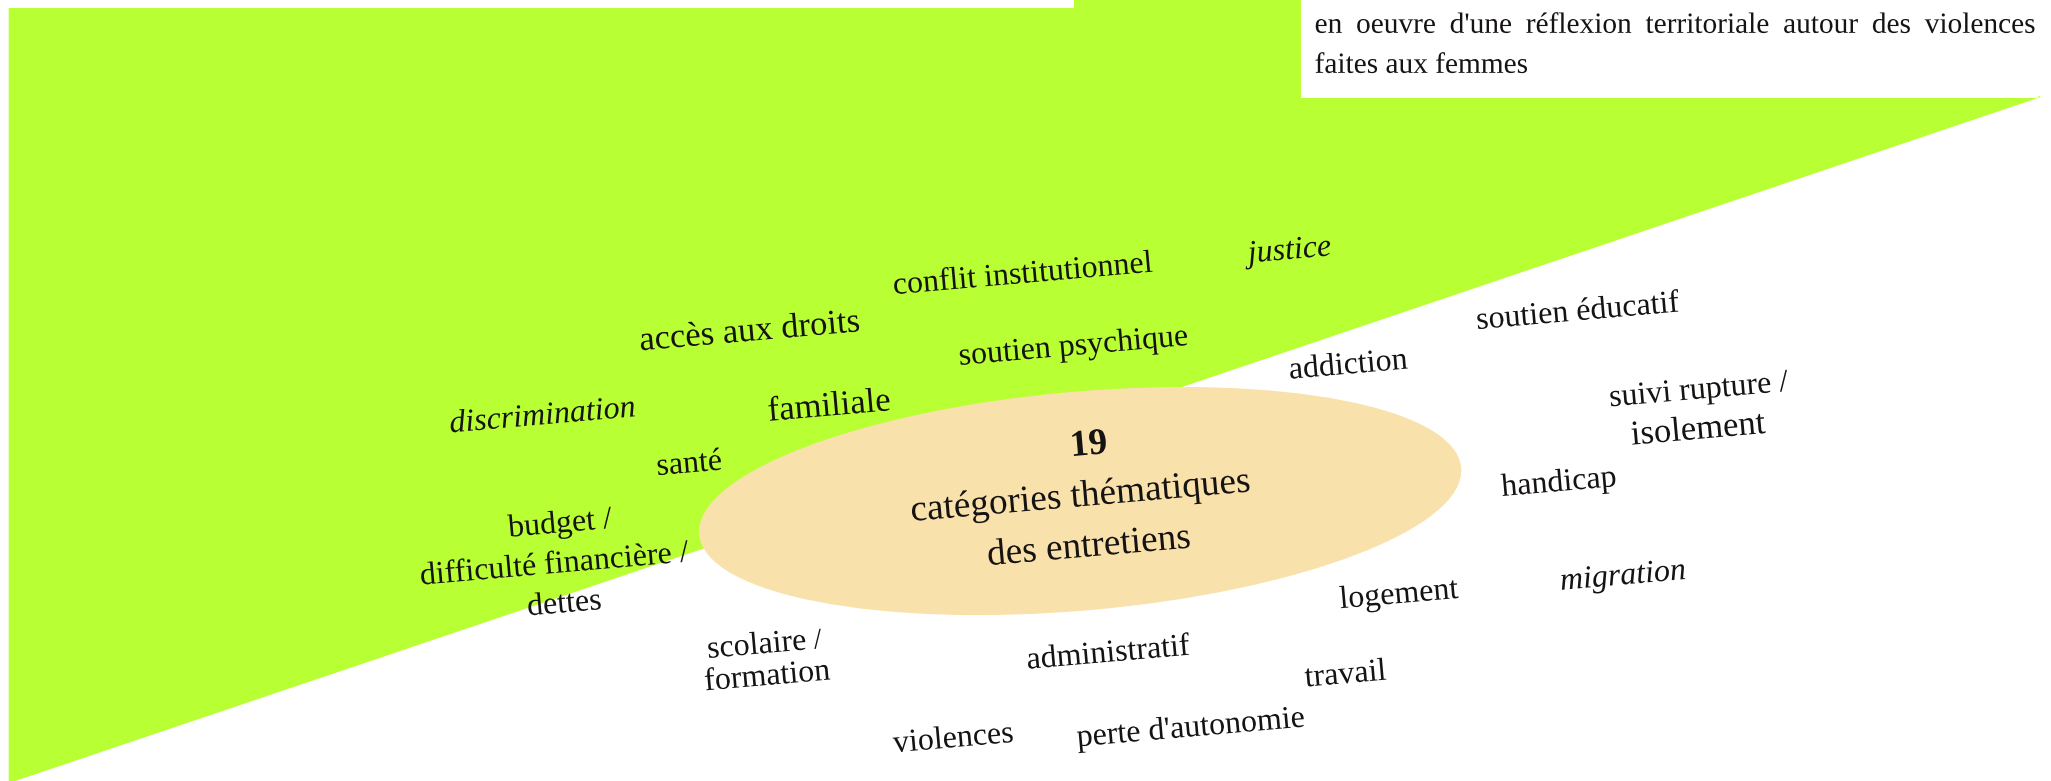 en oeuvre d'une réflexion territoriale autour des violences
faites aux femmes
conflit institutionnel
justice
accès aux droits
soutien psychique
soutien éducatif
addiction
discrimination
familiale
suivi rupture /
isolement
santé
19
catégories thématiques
des entretiens
handicap
budget /
difficulté financière /
dettes
logement
migration
scolaire /
formation
administratif
travail
violences
perte d'autonomie